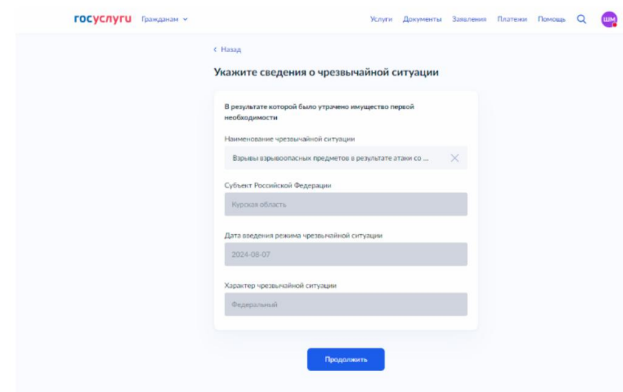 госуслуги Гражданам Услуги Документы Заявления Платежи Помощь ШМ
Назад
Укажите сведения о чрезвычайной ситуации
В результате которой было утрачено имущество первой
необходимости
Наименование чрезвычайной ситуации
Взрывы взрывоопасных предметов в результате атаки со ...
Субъект Российской Федерации
Курская область
Дата введения режима чрезвычайной ситуации
2024-08-07
Характер чрезвычайной ситуации
Федеральный
Продолжить